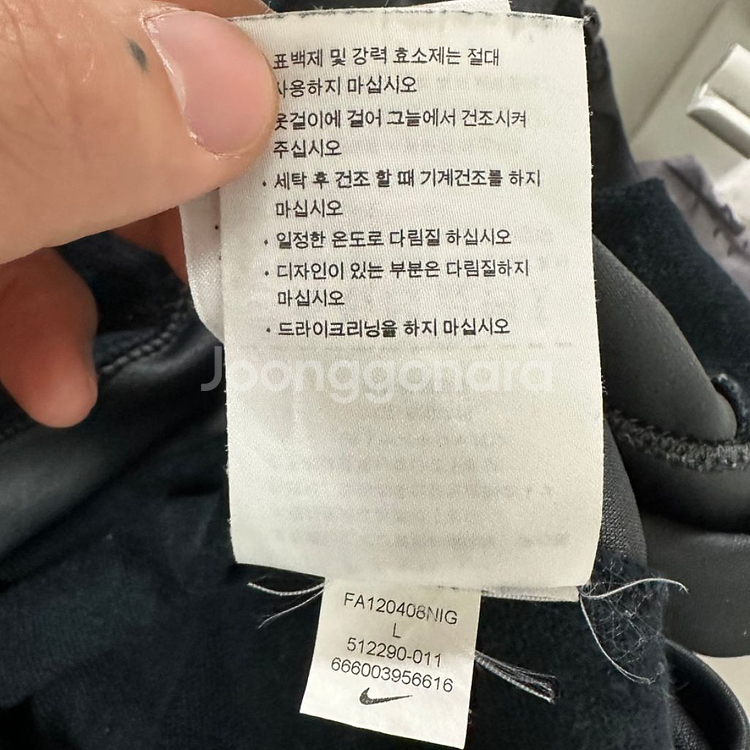 표백제 및 강력 효소제는 절대
사용하지 마십시오
옷걸이에 걸어 그늘에서 건조시켜
주십시오
· 세탁 후 건조 할 때 기계건조를 하지
마십시오
· 일정한 온도로 다림질 하십시오
· 디자인이 있는 부분은 다림질하지
마십시오
· 드라이크리닝을 하지 마십시오
Joonggonara
FA120408NIG
L
512290-011
666003956616